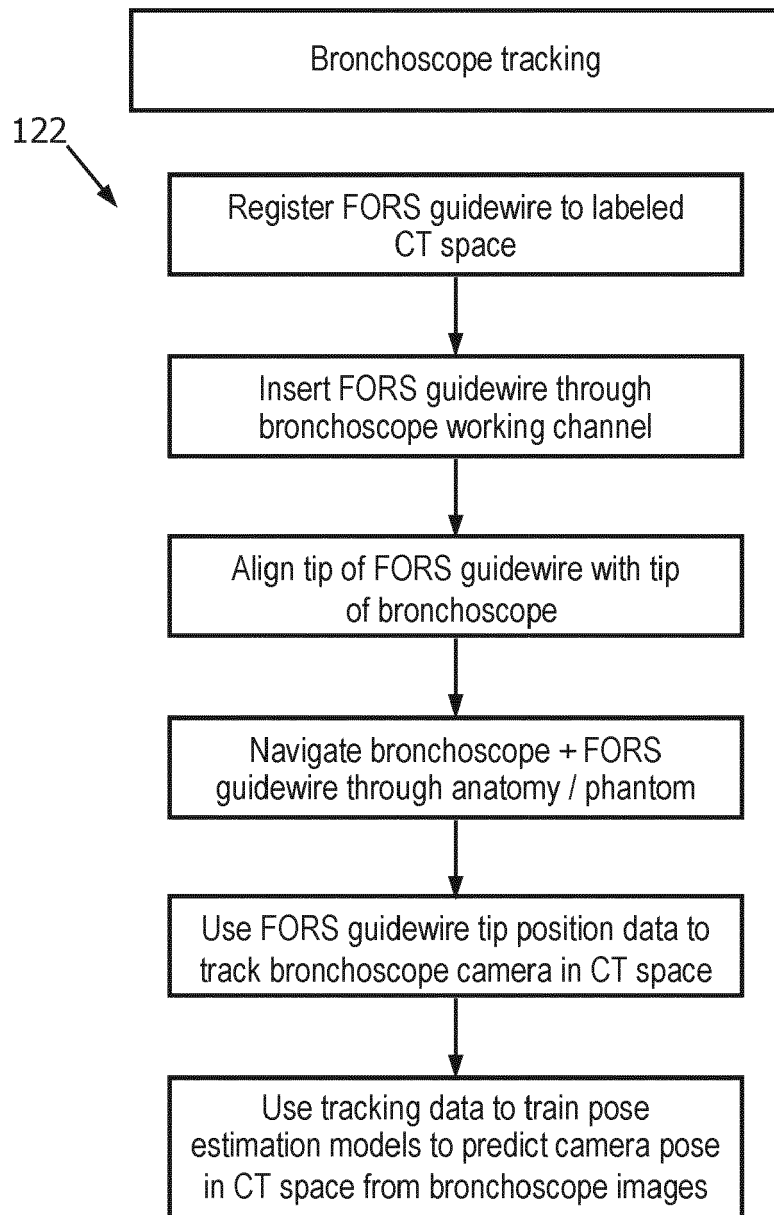 Bronchoscope tracking
122
Register FORS guidewire to labeled
CT space
Insert FORS guidewire through
bronchoscope working channel
Align tip of FORS guidewire with tip
of bronchoscope
Navigate bronchoscope + FORS
guidewire through anatomy / phantom
Use FORS guidewire tip position data to
track bronchoscope camera in CT space
Use tracking data to train pose
estimation models to predict camera pose
in CT space from bronchoscope images